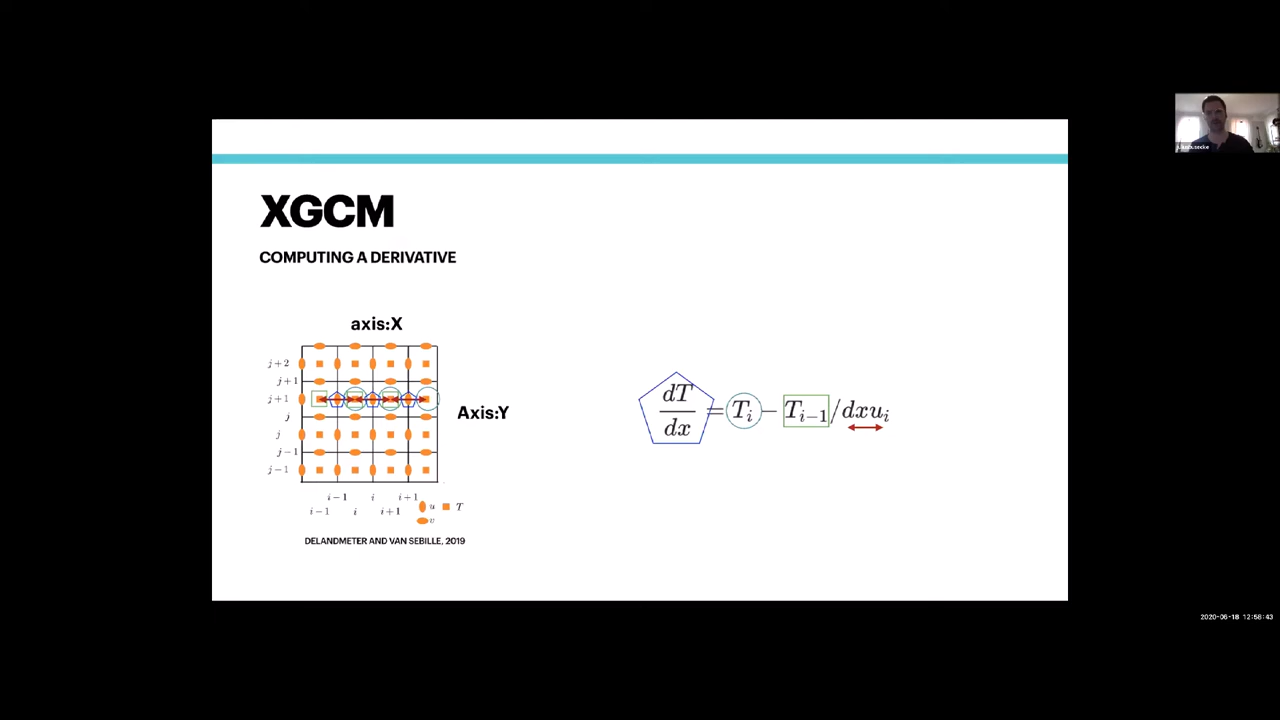 XGCM
COMPUTING A DERIVATIVE
axis:X
j+2
j+1
j+1
j
j
j−1
j−1
Axis:Y
i−1 i i+1
i−1 i i+1
u T
v
DELANDMETER AND VAN SEBILLE, 2019
dT/dx = T_i − T_{i−1}/dxu_i
2020-06-18 12:58:43